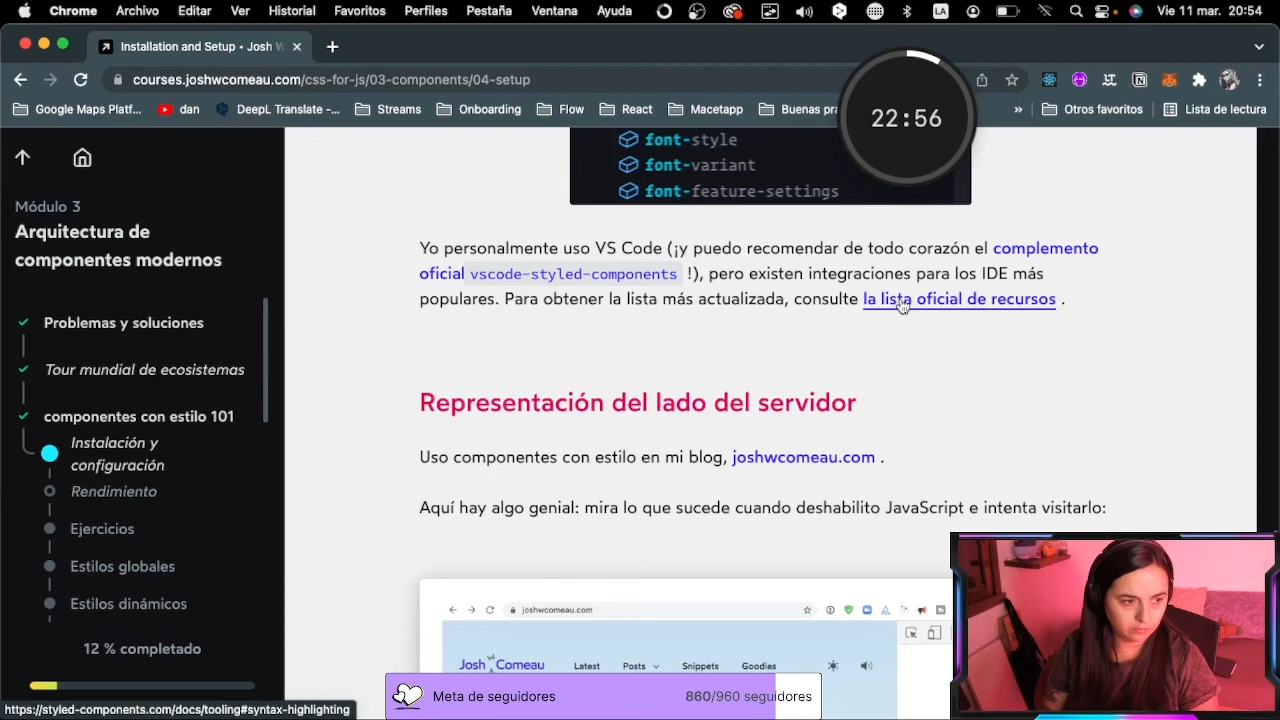 Chrome Archivo Editar Ver Historial Favoritos Perfiles Pestaña Ventana Ayuda LA Vie 11 mar. 20:54
Installation and Setup • Josh W
courses.joshwcomeau.com/css-for-js/03-components/04-setup
Google Maps Platf... dan DeepL Translate -... Streams Onboarding Flow React Macetapp Buenas pra » Otros favoritos Lista de lectura
22:56
Módulo 3
Arquitectura de
componentes modernos
Problemas y soluciones
Tour mundial de ecosistemas
componentes con estilo 101
Instalación y
configuración
Rendimiento
Ejercicios
Estilos globales
Estilos dinámicos
12 % completado
font-style
font-variant
font-feature-settings
Yo personalmente uso VS Code (¡y puedo recomendar de todo corazón el complemento
oficial vscode-styled-components !), pero existen integraciones para los IDE más
populares. Para obtener la lista más actualizada, consulte la lista oficial de recursos .
Representación del lado del servidor
Uso componentes con estilo en mi blog, joshwcomeau.com .
Aquí hay algo genial: mira lo que sucede cuando deshabilito JavaScript e intenta visitarlo:
joshwcomeau.com
Josh W Comeau Latest Posts Snippets Goodies
Meta de seguidores 860/960 seguidores
https://styled-components.com/docs/tooling#syntax-highlighting